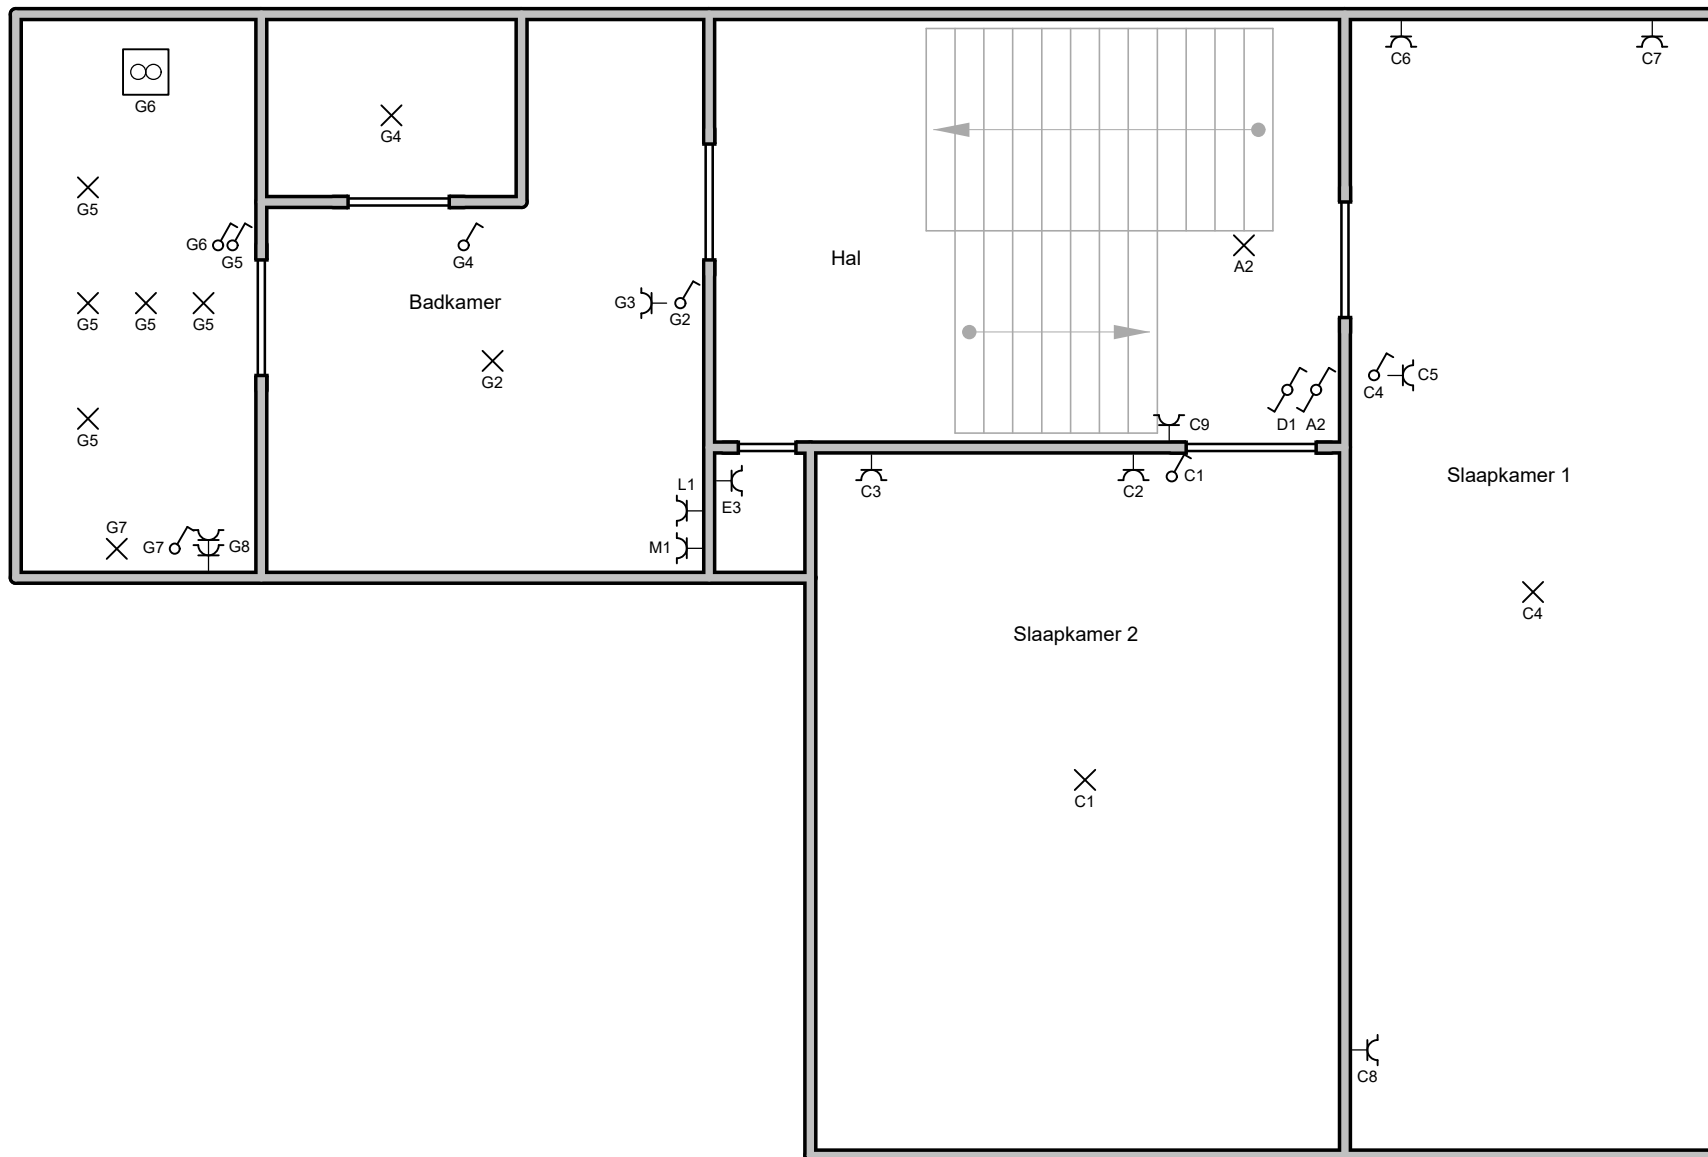 C6
C7
G6
G4
G5
G6
G5
G4
Hal
A2
Badkamer
G3
G2
G5
G5
G5
G2
C4
C5
G5
D1
A2
C9
L1
E3
C3
C2
C1
Slaapkamer 1
G7
G7
G8
M1
C4
Slaapkamer 2
C1
C8